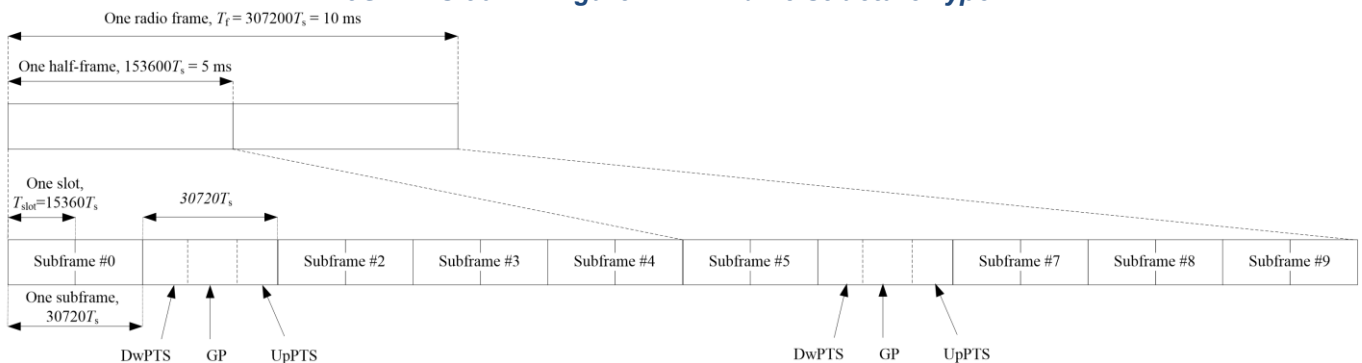 One radio frame, Tf = 307200Ts = 10 ms
One half-frame, 153600Ts = 5 ms
One slot,
Tslot=15360Ts
30720Ts
Subframe #0
Subframe #2
Subframe #3
Subframe #4
Subframe #5
Subframe #7
Subframe #8
Subframe #9
One subframe,
30720Ts
DwPTS
GP
UpPTS
DwPTS
GP
UpPTS